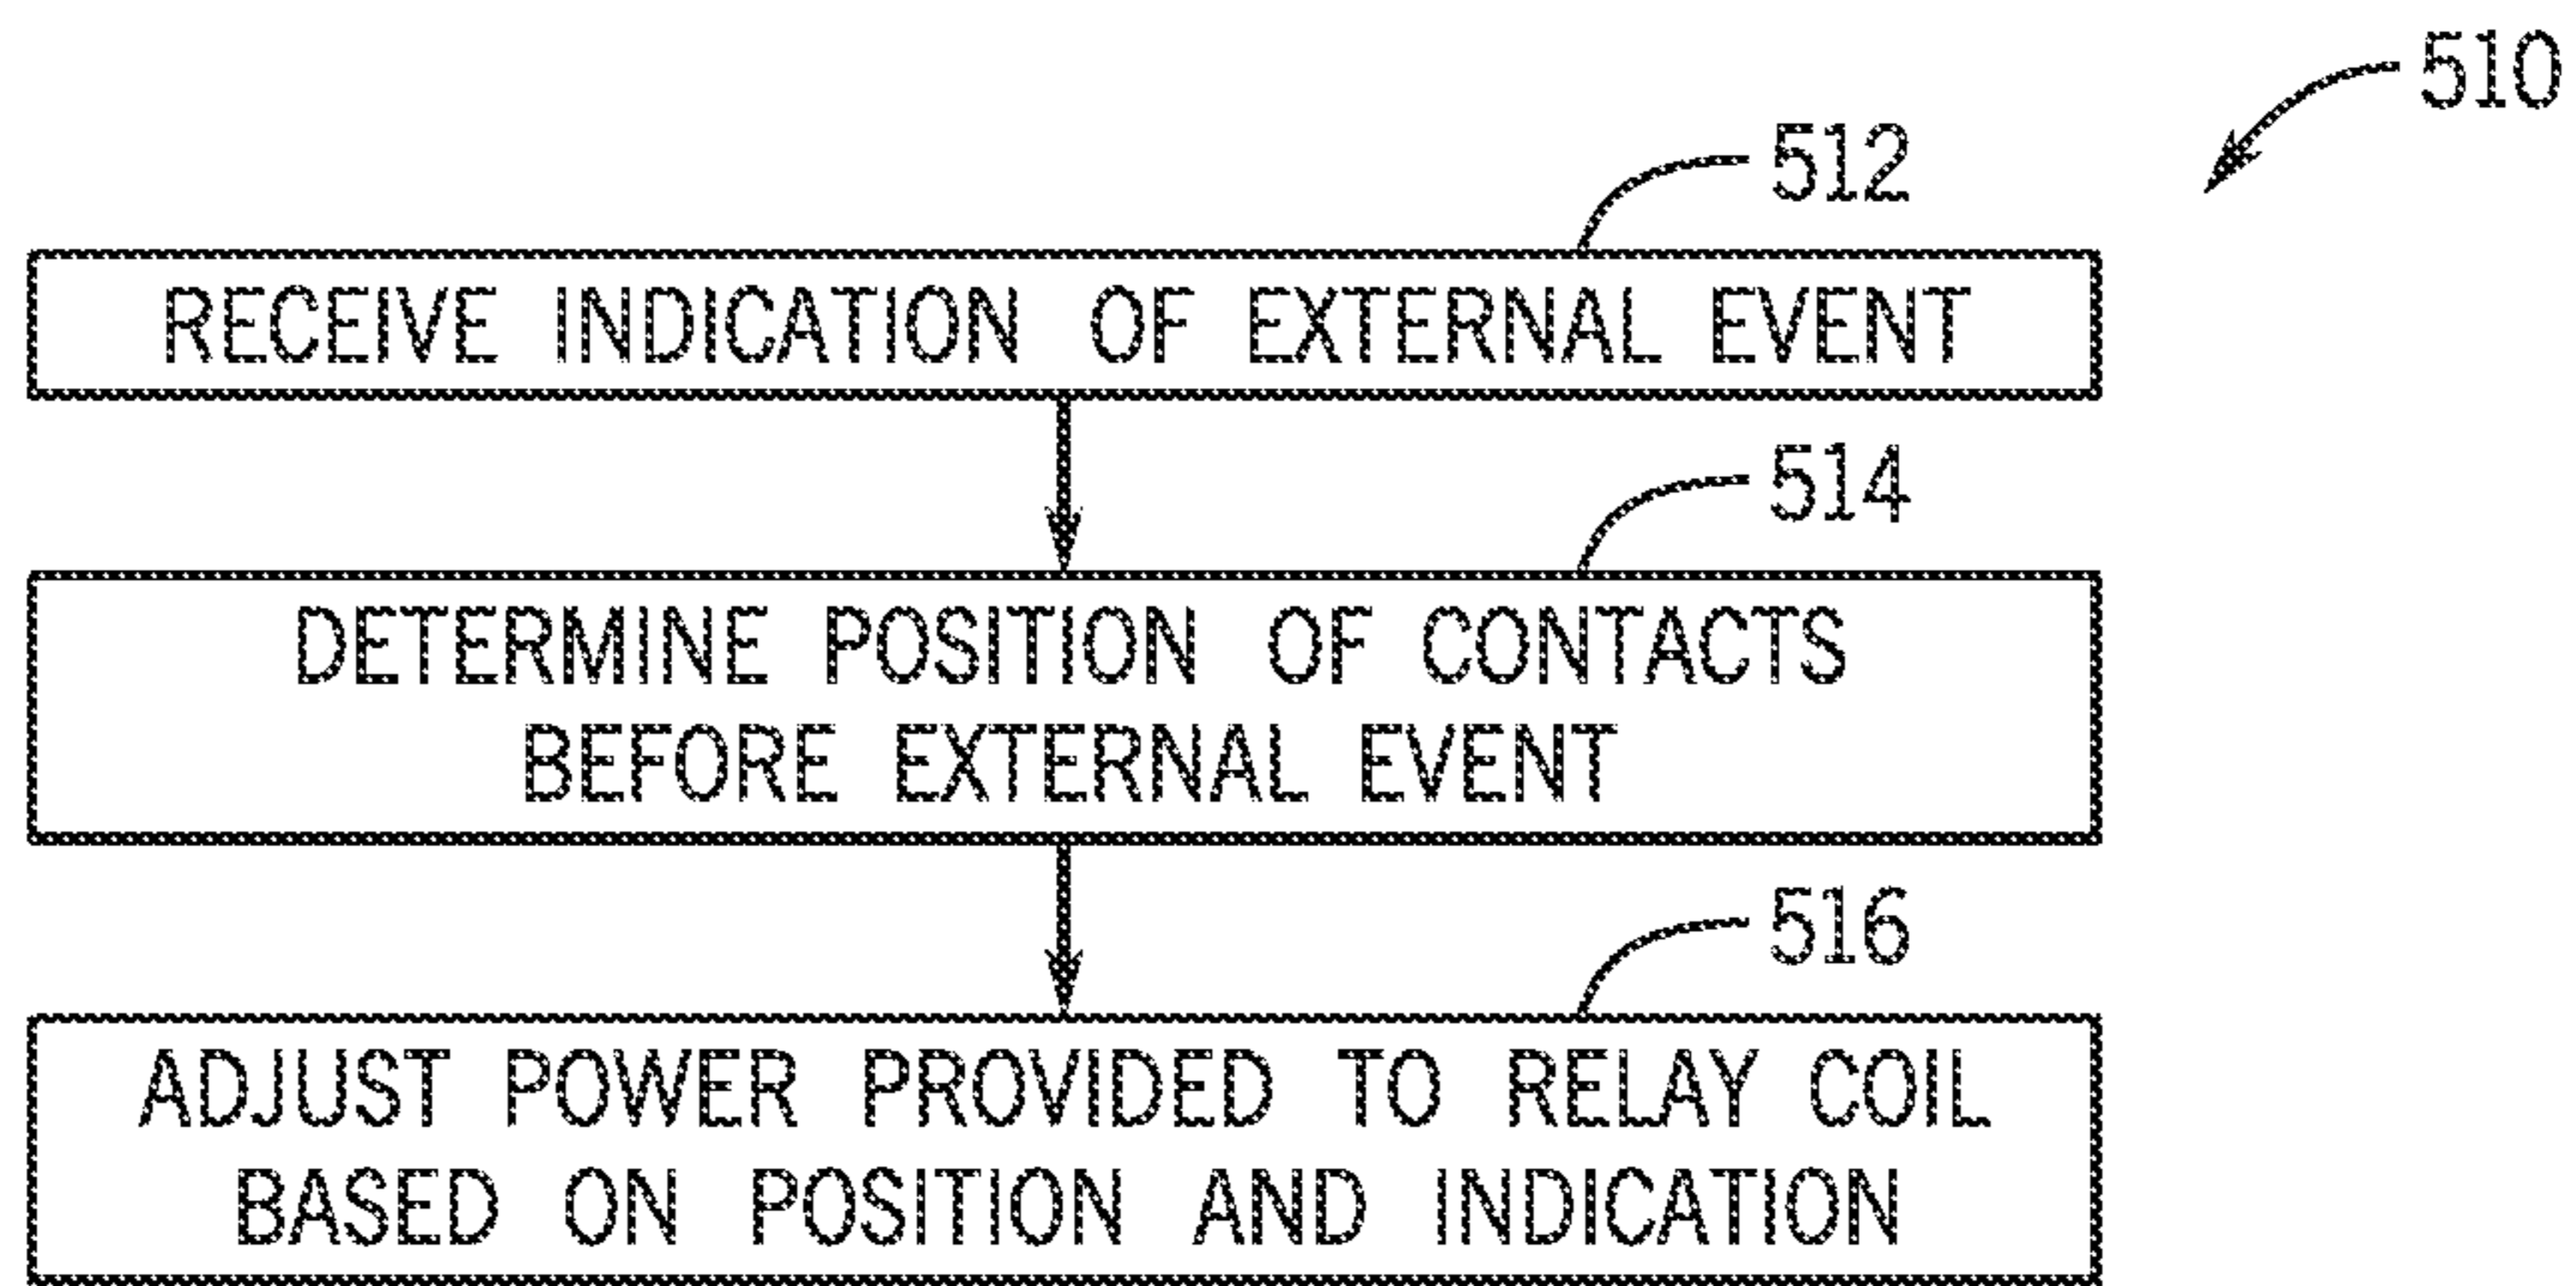 510
512
RECEIVE INDICATION OF EXTERNAL EVENT
514
DETERMINE POSITION OF CONTACTS
BEFORE EXTERNAL EVENT
516
ADJUST POWER PROVIDED TO RELAY COIL
BASED ON POSITION AND INDICATION